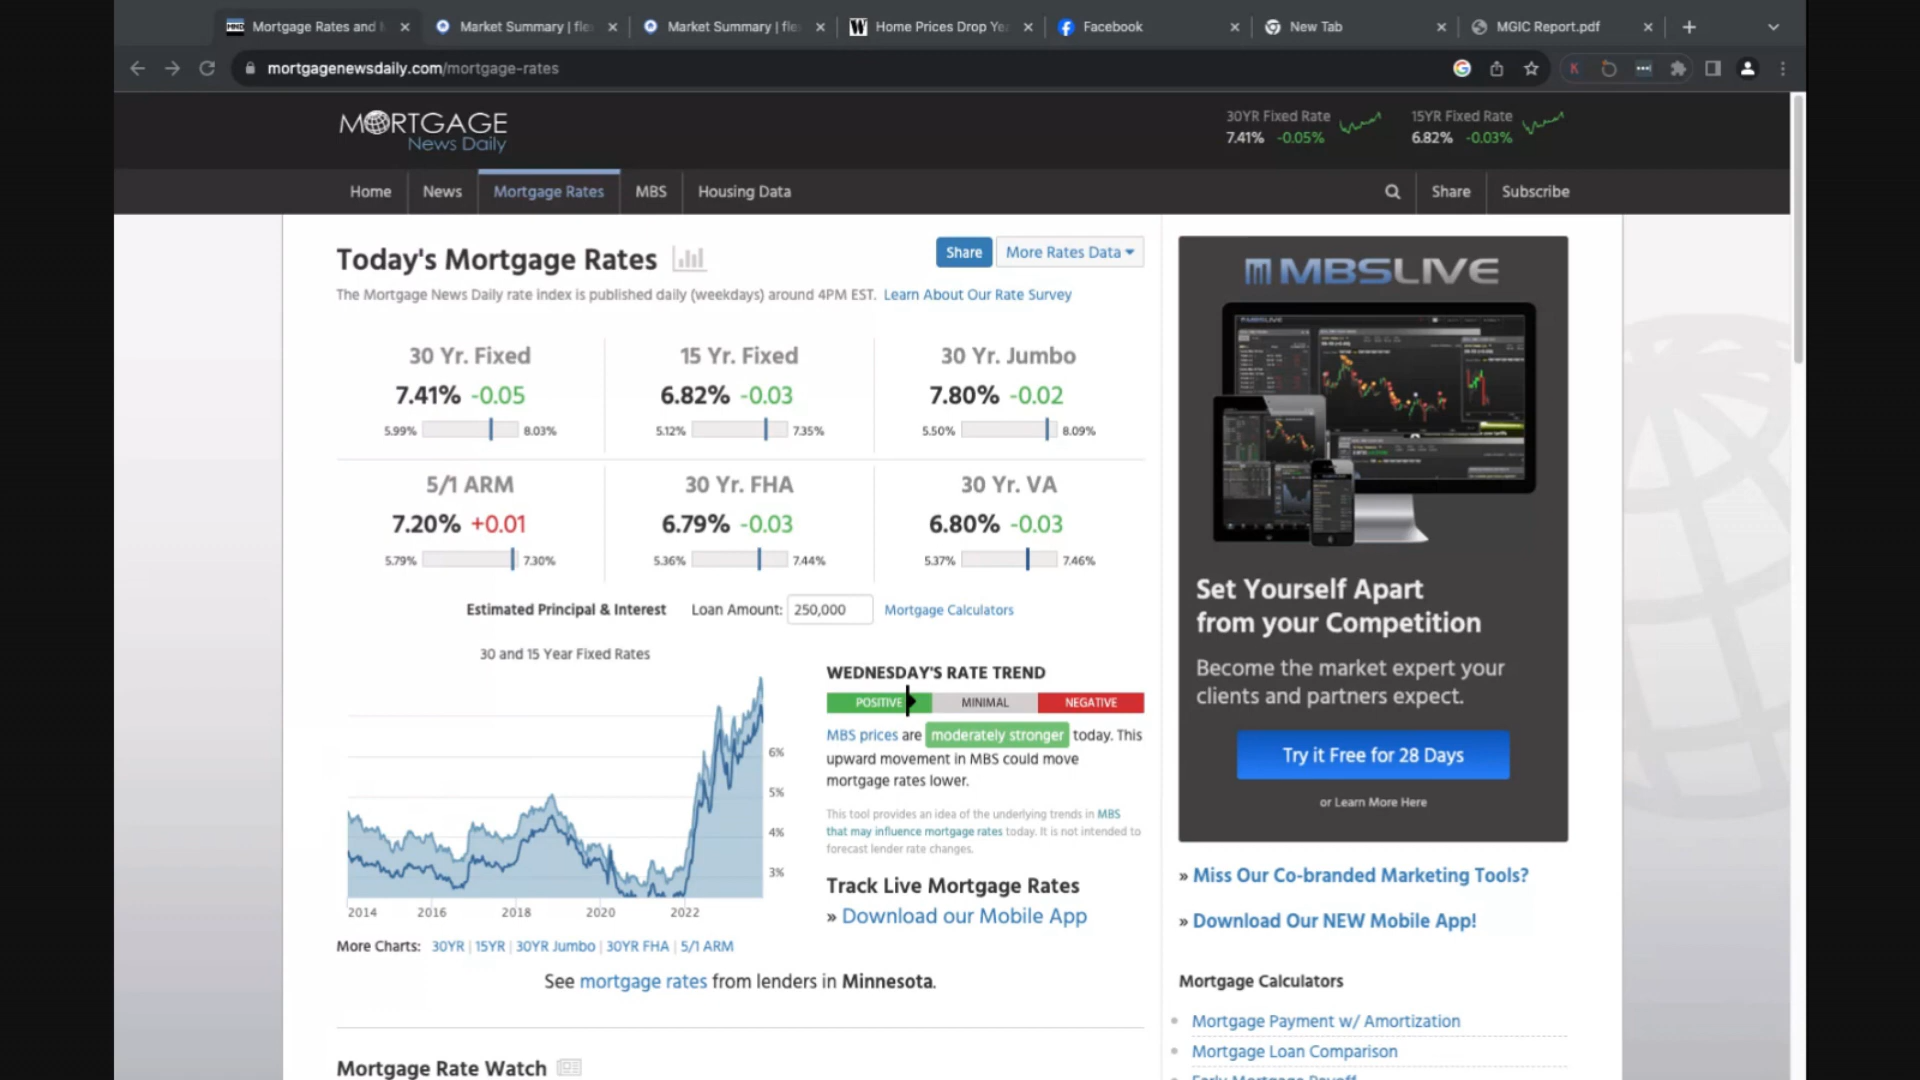 Mortgage Rates and
Market Summary | fle
Market Summary | fle
Home Prices Drop Ye
Facebook
New Tab
MGIC Report.pdf
mortgagenewsdaily.com/mortgage-rates
MORTGAGE
News Daily
30YR Fixed Rate
7.41% -0.05%
15YR Fixed Rate
6.82% -0.03%
Home
News
Mortgage Rates
MBS
Housing Data
Share
Subscribe
Today's Mortgage Rates
Share
More Rates Data
The Mortgage News Daily rate index is published daily (weekdays) around 4PM EST. Learn About Our Rate Survey
30 Yr. Fixed
7.41% -0.05
5.99% 8.03%
15 Yr. Fixed
6.82% -0.03
5.12% 7.35%
30 Yr. Jumbo
7.80% -0.02
5.50% 8.09%
5/1 ARM
7.20% +0.01
5.79% 7.30%
30 Yr. FHA
6.79% -0.03
5.36% 7.44%
30 Yr. VA
6.80% -0.03
5.37% 7.46%
Estimated Principal & Interest Loan Amount: 250,000 Mortgage Calculators
30 and 15 Year Fixed Rates
6%
5%
4%
3%
2014 2016 2018 2020 2022
WEDNESDAY'S RATE TREND
POSITIVE MINIMAL NEGATIVE
MBS prices are moderately stronger today. This
upward movement in MBS could move
mortgage rates lower.
This tool provides an idea of the underlying trends in MBS
that may influence mortgage rates today. It is not intended to
forecast lender rate changes.
Track Live Mortgage Rates
» Download our Mobile App
More Charts: 30YR | 15YR | 30YR Jumbo | 30YR FHA | 5/1 ARM
See mortgage rates from lenders in Minnesota.
Mortgage Rate Watch
MBSLIVE
Set Yourself Apart
from your Competition
Become the market expert your
clients and partners expect.
Try it Free for 28 Days
or Learn More Here
» Miss Our Co-branded Marketing Tools?
» Download Our NEW Mobile App!
Mortgage Calculators
Mortgage Payment w/ Amortization
Mortgage Loan Comparison
Early Mortgage Payoff